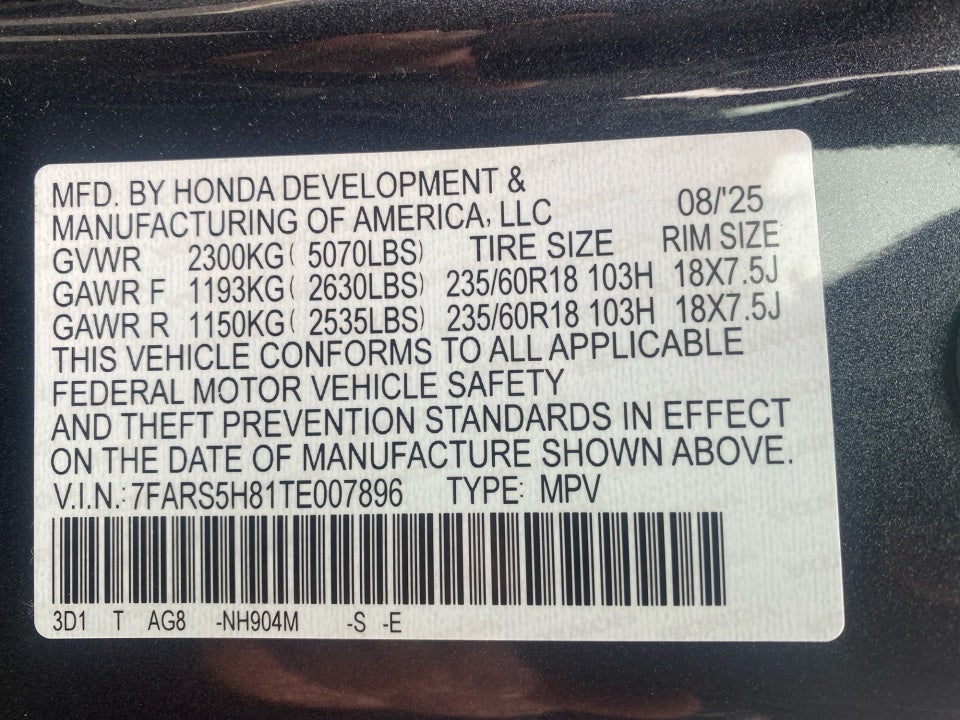 MFD. BY HONDA DEVELOPMENT &
MANUFACTURING OF AMERICA, LLC 08/'25
GVWR 2300KG( 5070LBS) TIRE SIZE RIM SIZE
GAWR F 1193KG( 2630LBS) 235/60R18 103H 18X7.5J
GAWR R 1150KG( 2535LBS) 235/60R18 103H 18X7.5J
THIS VEHICLE CONFORMS TO ALL APPLICABLE
FEDERAL MOTOR VEHICLE SAFETY
AND THEFT PREVENTION STANDARDS IN EFFECT
ON THE DATE OF MANUFACTURE SHOWN ABOVE.
V.I.N.: 7FARS5H81TE007896 TYPE: MPV
3D1 T AG8 -NH904M -S -E